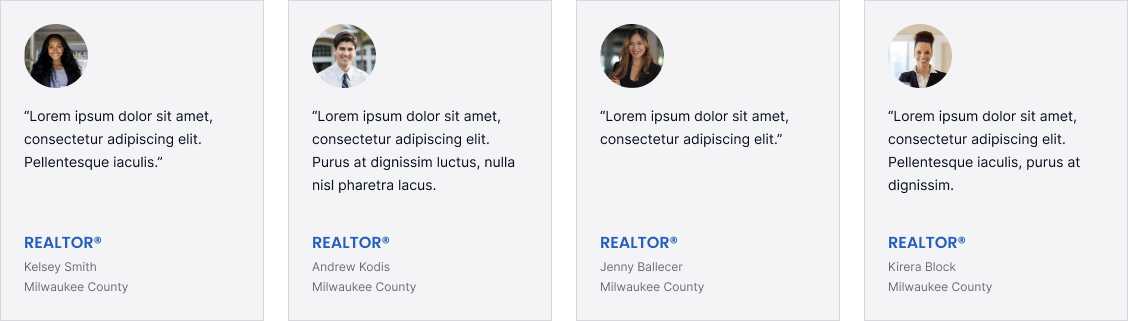 “Lorem ipsum dolor sit amet,
consectetur adipiscing elit.
Pellentesque iaculis.”
REALTOR®
Kelsey Smith
Milwaukee County
“Lorem ipsum dolor sit amet,
consectetur adipiscing elit.
Purus at dignissim luctus, nulla
nisl pharetra lacus.
REALTOR®
Andrew Kodis
Milwaukee County
“Lorem ipsum dolor sit amet,
consectetur adipiscing elit.”
REALTOR®
Jenny Ballecer
Milwaukee County
“Lorem ipsum dolor sit amet,
consectetur adipiscing elit.
Pellentesque iaculis, purus at
dignissim.
REALTOR®
Kirera Block
Milwaukee County